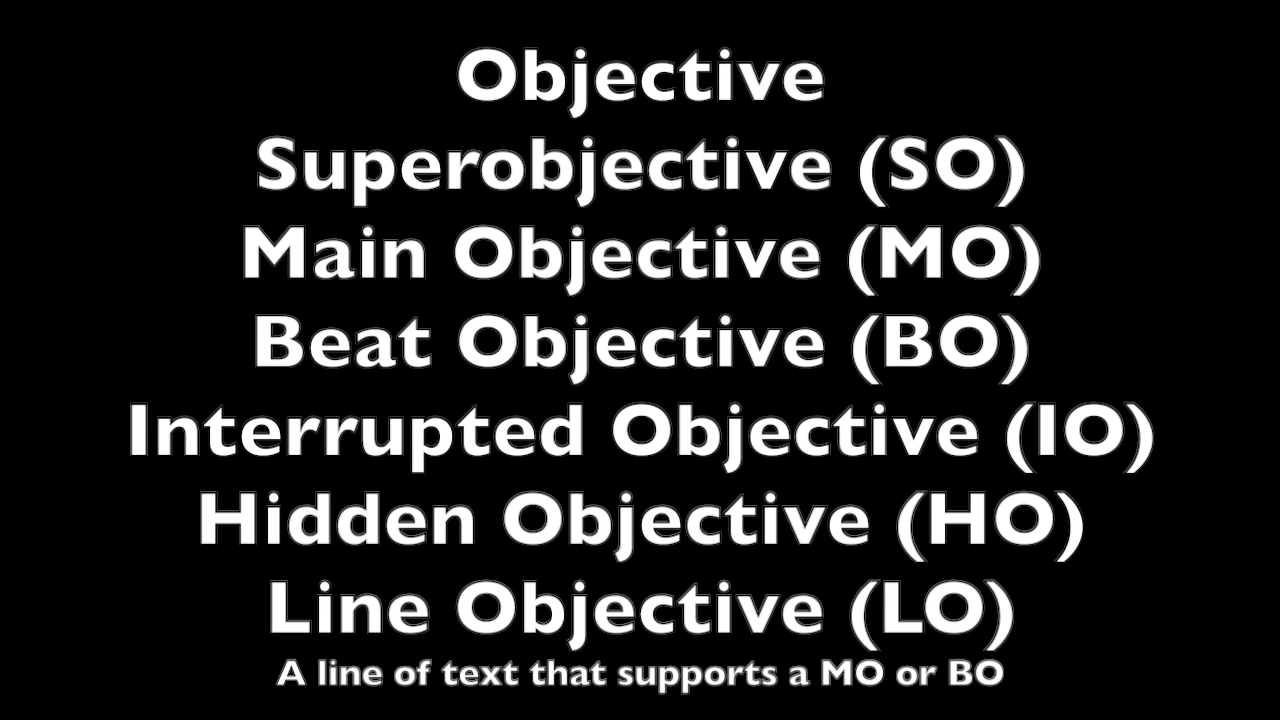 Objective
Superobjective (SO)
Main Objective (MO)
Beat Objective (BO)
Interrupted Objective (IO)
Hidden Objective (HO)
Line Objective (LO)
A line of text that supports a MO or BO